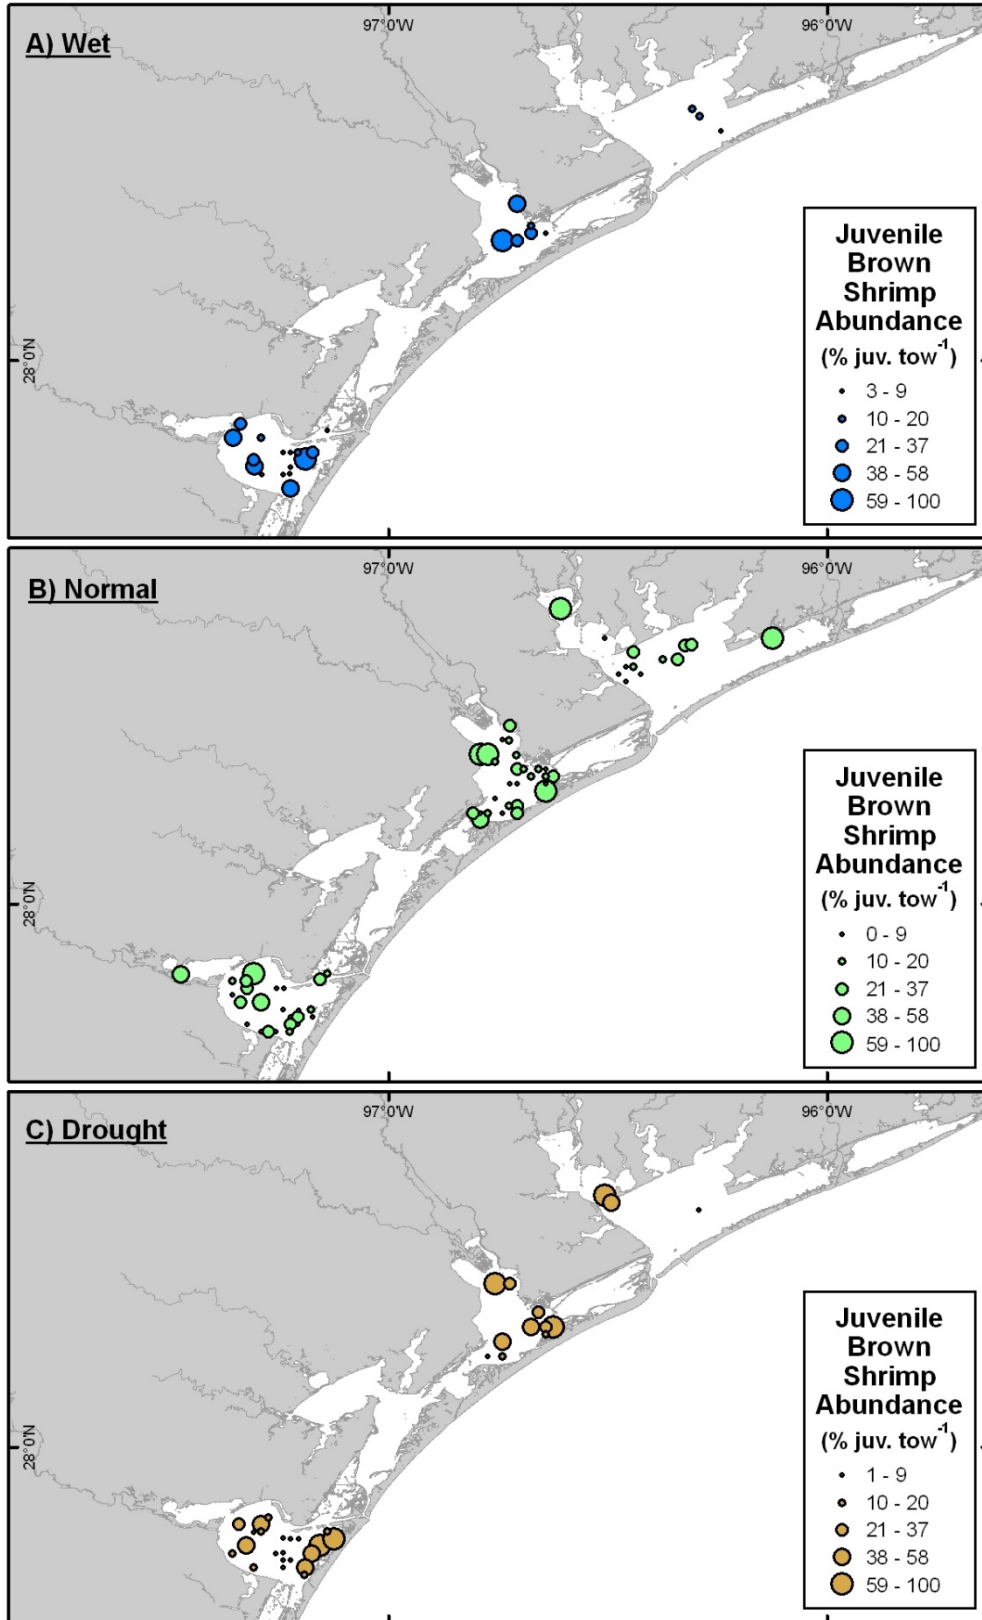 97°0'W
96°0'W
A) Wet
28°0'N
Juvenile
Brown
Shrimp
Abundance
(% juv. tow⁻¹)
3 - 9
10 - 20
21 - 37
38 - 58
59 - 100
97°0'W
96°0'W
B) Normal
28°0'N
Juvenile
Brown
Shrimp
Abundance
(% juv. tow⁻¹)
0 - 9
10 - 20
21 - 37
38 - 58
59 - 100
97°0'W
96°0'W
C) Drought
28°0'N
Juvenile
Brown
Shrimp
Abundance
(% juv. tow⁻¹)
1 - 9
10 - 20
21 - 37
38 - 58
59 - 100